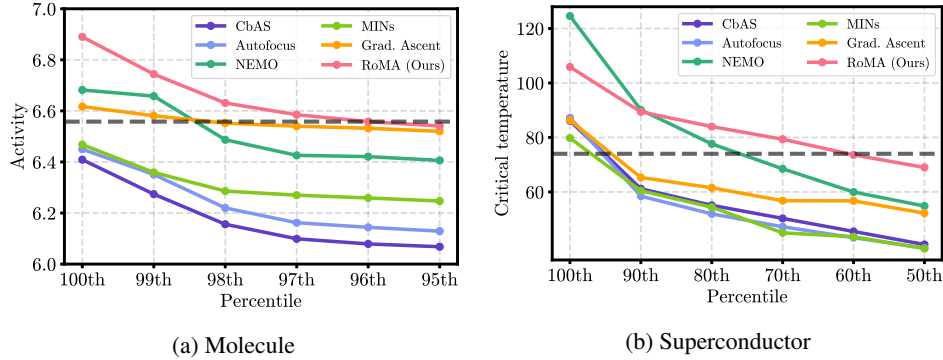 7.0
6.8
6.6
6.4
6.2
6.0
Activity
CbAS
Autofocus
NEMO
MINs
Grad. Ascent
RoMA (Ours)
100th 99th 98th 97th 96th 95th
Percentile
(a) Molecule
120
100
80
60
Critical temperature
CbAS
Autofocus
NEMO
MINs
Grad. Ascent
RoMA (Ours)
100th 90th 80th 70th 60th 50th
Percentile
(b) Superconductor